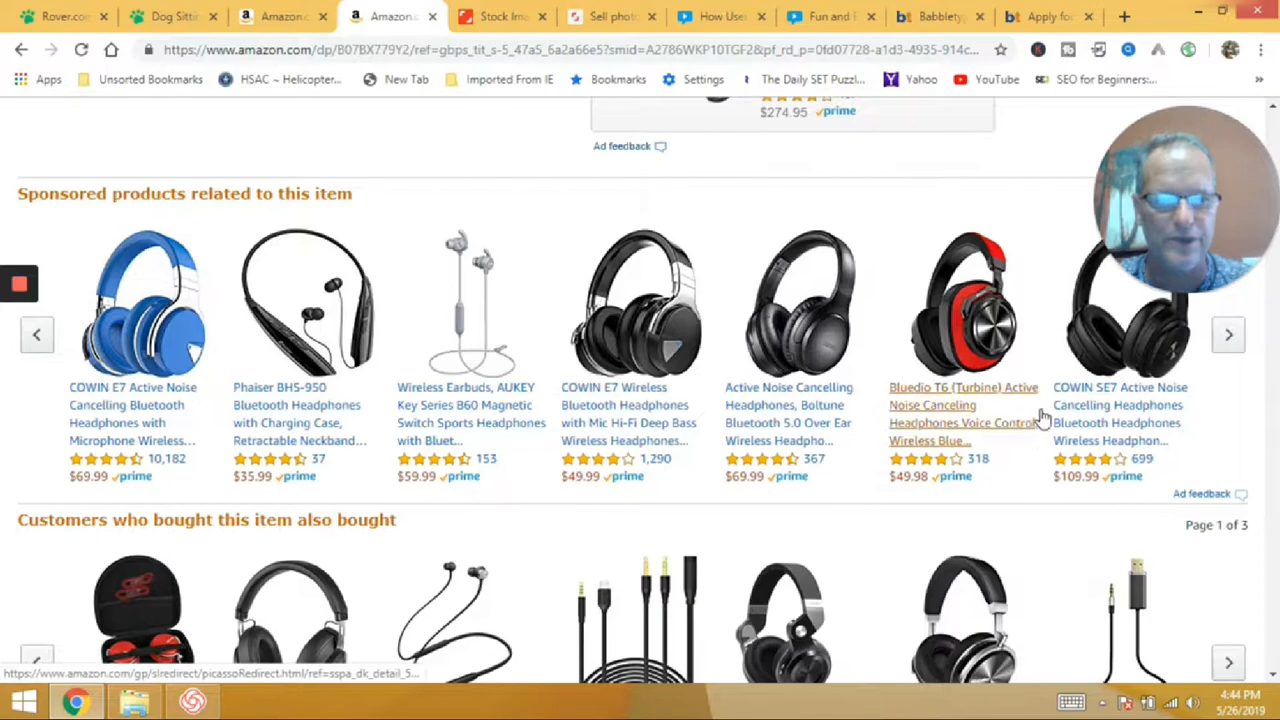 Rover.com
Dog Sittin
Amazon.c
Amazon.c
Stock Ima
Sell photo
How User
Fun and E
Babblety
Apply for
https://www.amazon.com/dp/B07BX779Y2/ref=gbps_tit_s-5_47a5_6a2a66e5?smid=A2786WKP10TGF2&pf_rd_p=0fd07728-a1d3-4935-914c...
Apps
Unsorted Bookmarks
HSAC ~ Helicopter...
New Tab
Imported From IE
Bookmarks
Settings
The Daily SET Puzzl...
Yahoo
YouTube
SEO for Beginners:...
»
$274.95 prime
Ad feedback
Sponsored products related to this item
COWIN E7 Active Noise
Cancelling Bluetooth
Headphones with
Microphone Wireless...
10,182
$69.99 prime
Phaiser BHS-950
Bluetooth Headphones
with Charging Case,
Retractable Neckband...
37
$35.99 prime
Wireless Earbuds, AUKEY
Key Series B60 Magnetic
Switch Sports Headphones
with Bluet...
153
$59.99 prime
COWIN E7 Wireless
Bluetooth Headphones
with Mic Hi-Fi Deep Bass
Wireless Headphones...
1,290
$49.99 prime
Active Noise Cancelling
Headphones, Boltune
Bluetooth 5.0 Over Ear
Wireless Headpho...
367
$69.99 prime
Bluedio T6 (Turbine) Active
Noise Canceling
Headphones Voice Control
Wireless Blue...
318
$49.98 prime
COWIN SE7 Active Noise
Cancelling Headphones
Bluetooth Headphones
Wireless Headphon...
699
$109.99 prime
Ad feedback
Customers who bought this item also bought
Page 1 of 3
https://www.amazon.com/gp/slredirect/picassoRedirect.html/ref=sspa_dk_detail_5...
4:44 PM
5/26/2019